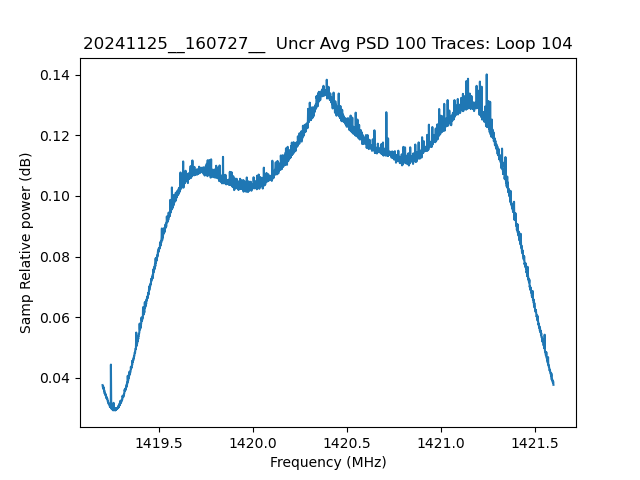 20241125__160727__  Uncr Avg PSD 100 Traces: Loop 104
0.14
0.12
0.10
0.08
0.06
0.04
Samp Relative power (dB)
1419.5 1420.0 1420.5 1421.0 1421.5
Frequency (MHz)